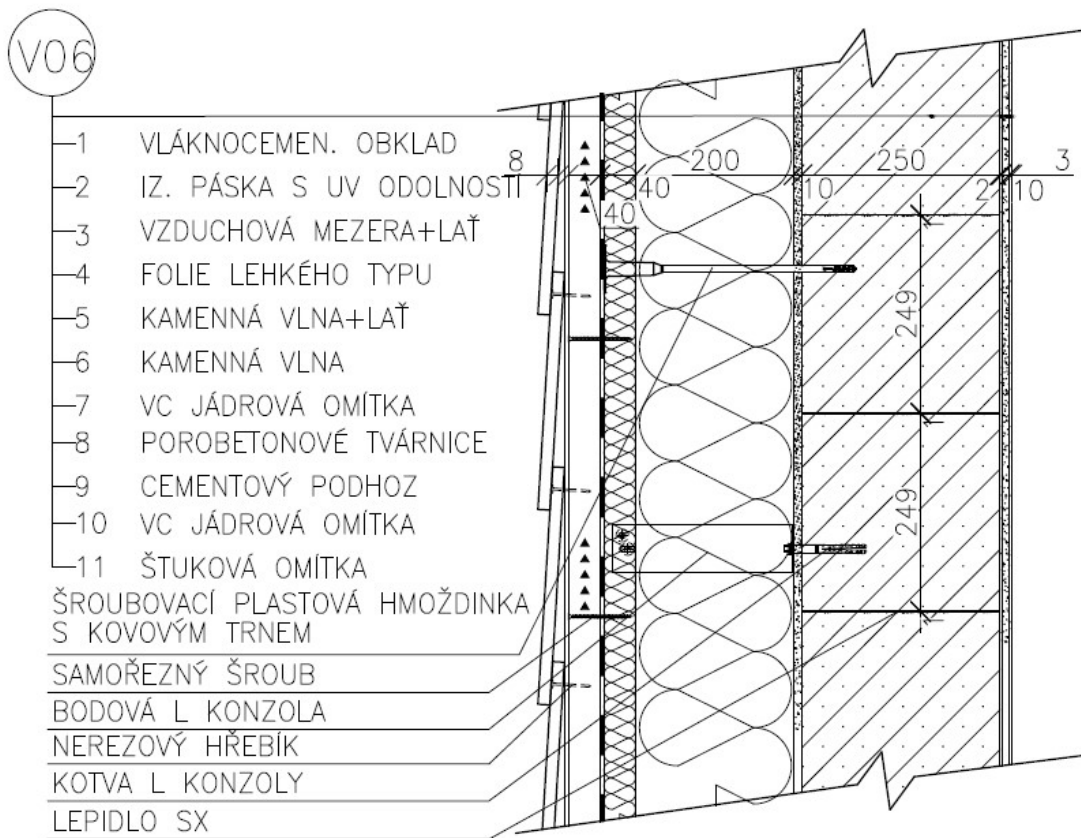 V06
1 VLÁKNOCEMEN. OBKLAD
2 IZ. PÁSKA S UV ODOLNOSTÍ
3 VZDUCHOVÁ MEZERA+LAŤ
4 FOLIE LEHKÉHO TYPU
5 KAMENNÁ VLNA+LAŤ
6 KAMENNÁ VLNA
7 VC JÁDROVÁ OMÍTKA
8 POROBETONOVÉ TVÁRNICE
9 CEMENTOVÝ PODHOZ
10 VC JÁDROVÁ OMÍTKA
11 ŠTUKOVÁ OMÍTKA
ŠROUBOVACÍ PLASTOVÁ HMOŽDINKA
S KOVOVÝM TRNEM
SAMOŘEZNÝ ŠROUB
BODOVÁ L KONZOLA
NEREZOVÝ HŘEBÍK
KOTVA L KONZOLY
LEPIDLO SX
8 200 250 3
40 40 10 2 10
249
249